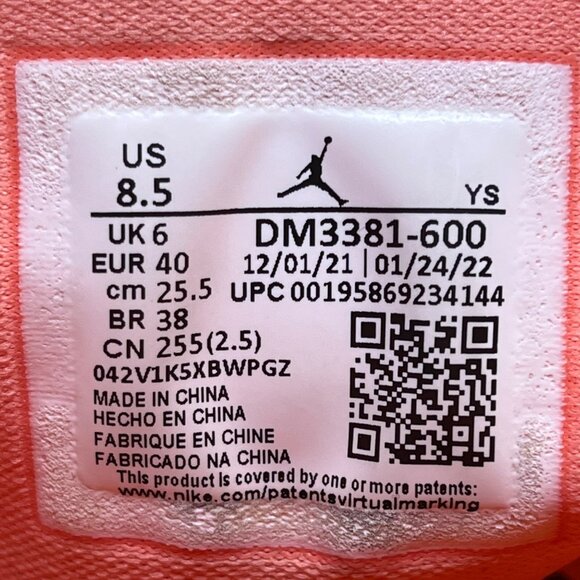 US
8.5 YS
UK 6 DM3381-600
EUR 40 12/01/21 | 01/24/22
cm 25.5 UPC 00195869234144
BR 38
CN 255(2.5)
042V1K5XBWPGZ
MADE IN CHINA
HECHO EN CHINA
FABRIQUE EN CHINE
FABRICADO NA CHINA
This product is covered by one or more patents:
www.nike.com/patentsvirtualmarking